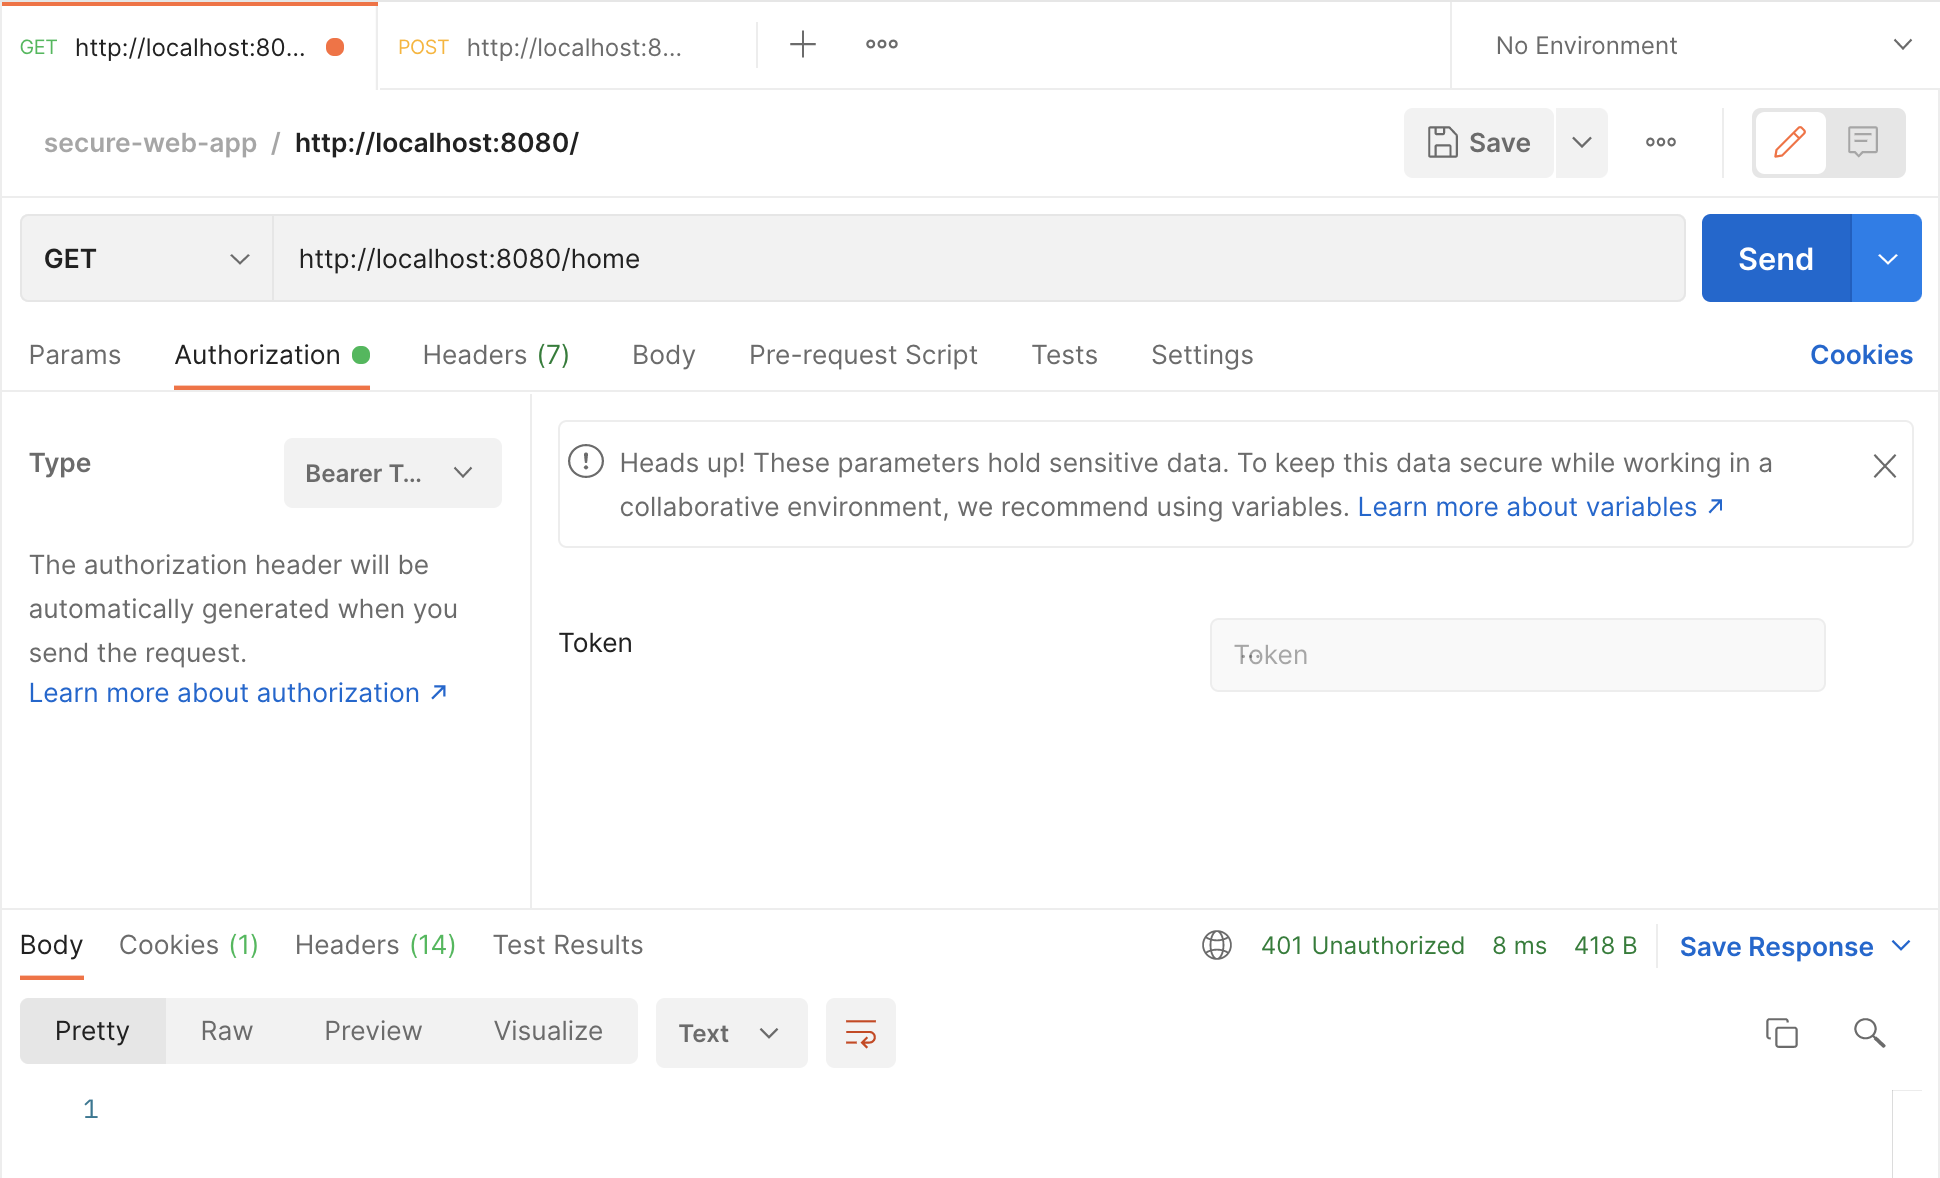 GET http://localhost:80... POST http://localhost:8... No Environment
secure-web-app / http://localhost:8080/ Save
GET http://localhost:8080/home Send
Params Authorization Headers (7) Body Pre-request Script Tests Settings Cookies
Type Bearer T...
The authorization header will be
automatically generated when you
send the request.
Learn more about authorization ↗
Heads up! These parameters hold sensitive data. To keep this data secure while working in a
collaborative environment, we recommend using variables. Learn more about variables ↗
Token Token
Body Cookies (1) Headers (14) Test Results 401 Unauthorized 8 ms 418 B Save Response
Pretty Raw Preview Visualize Text
1